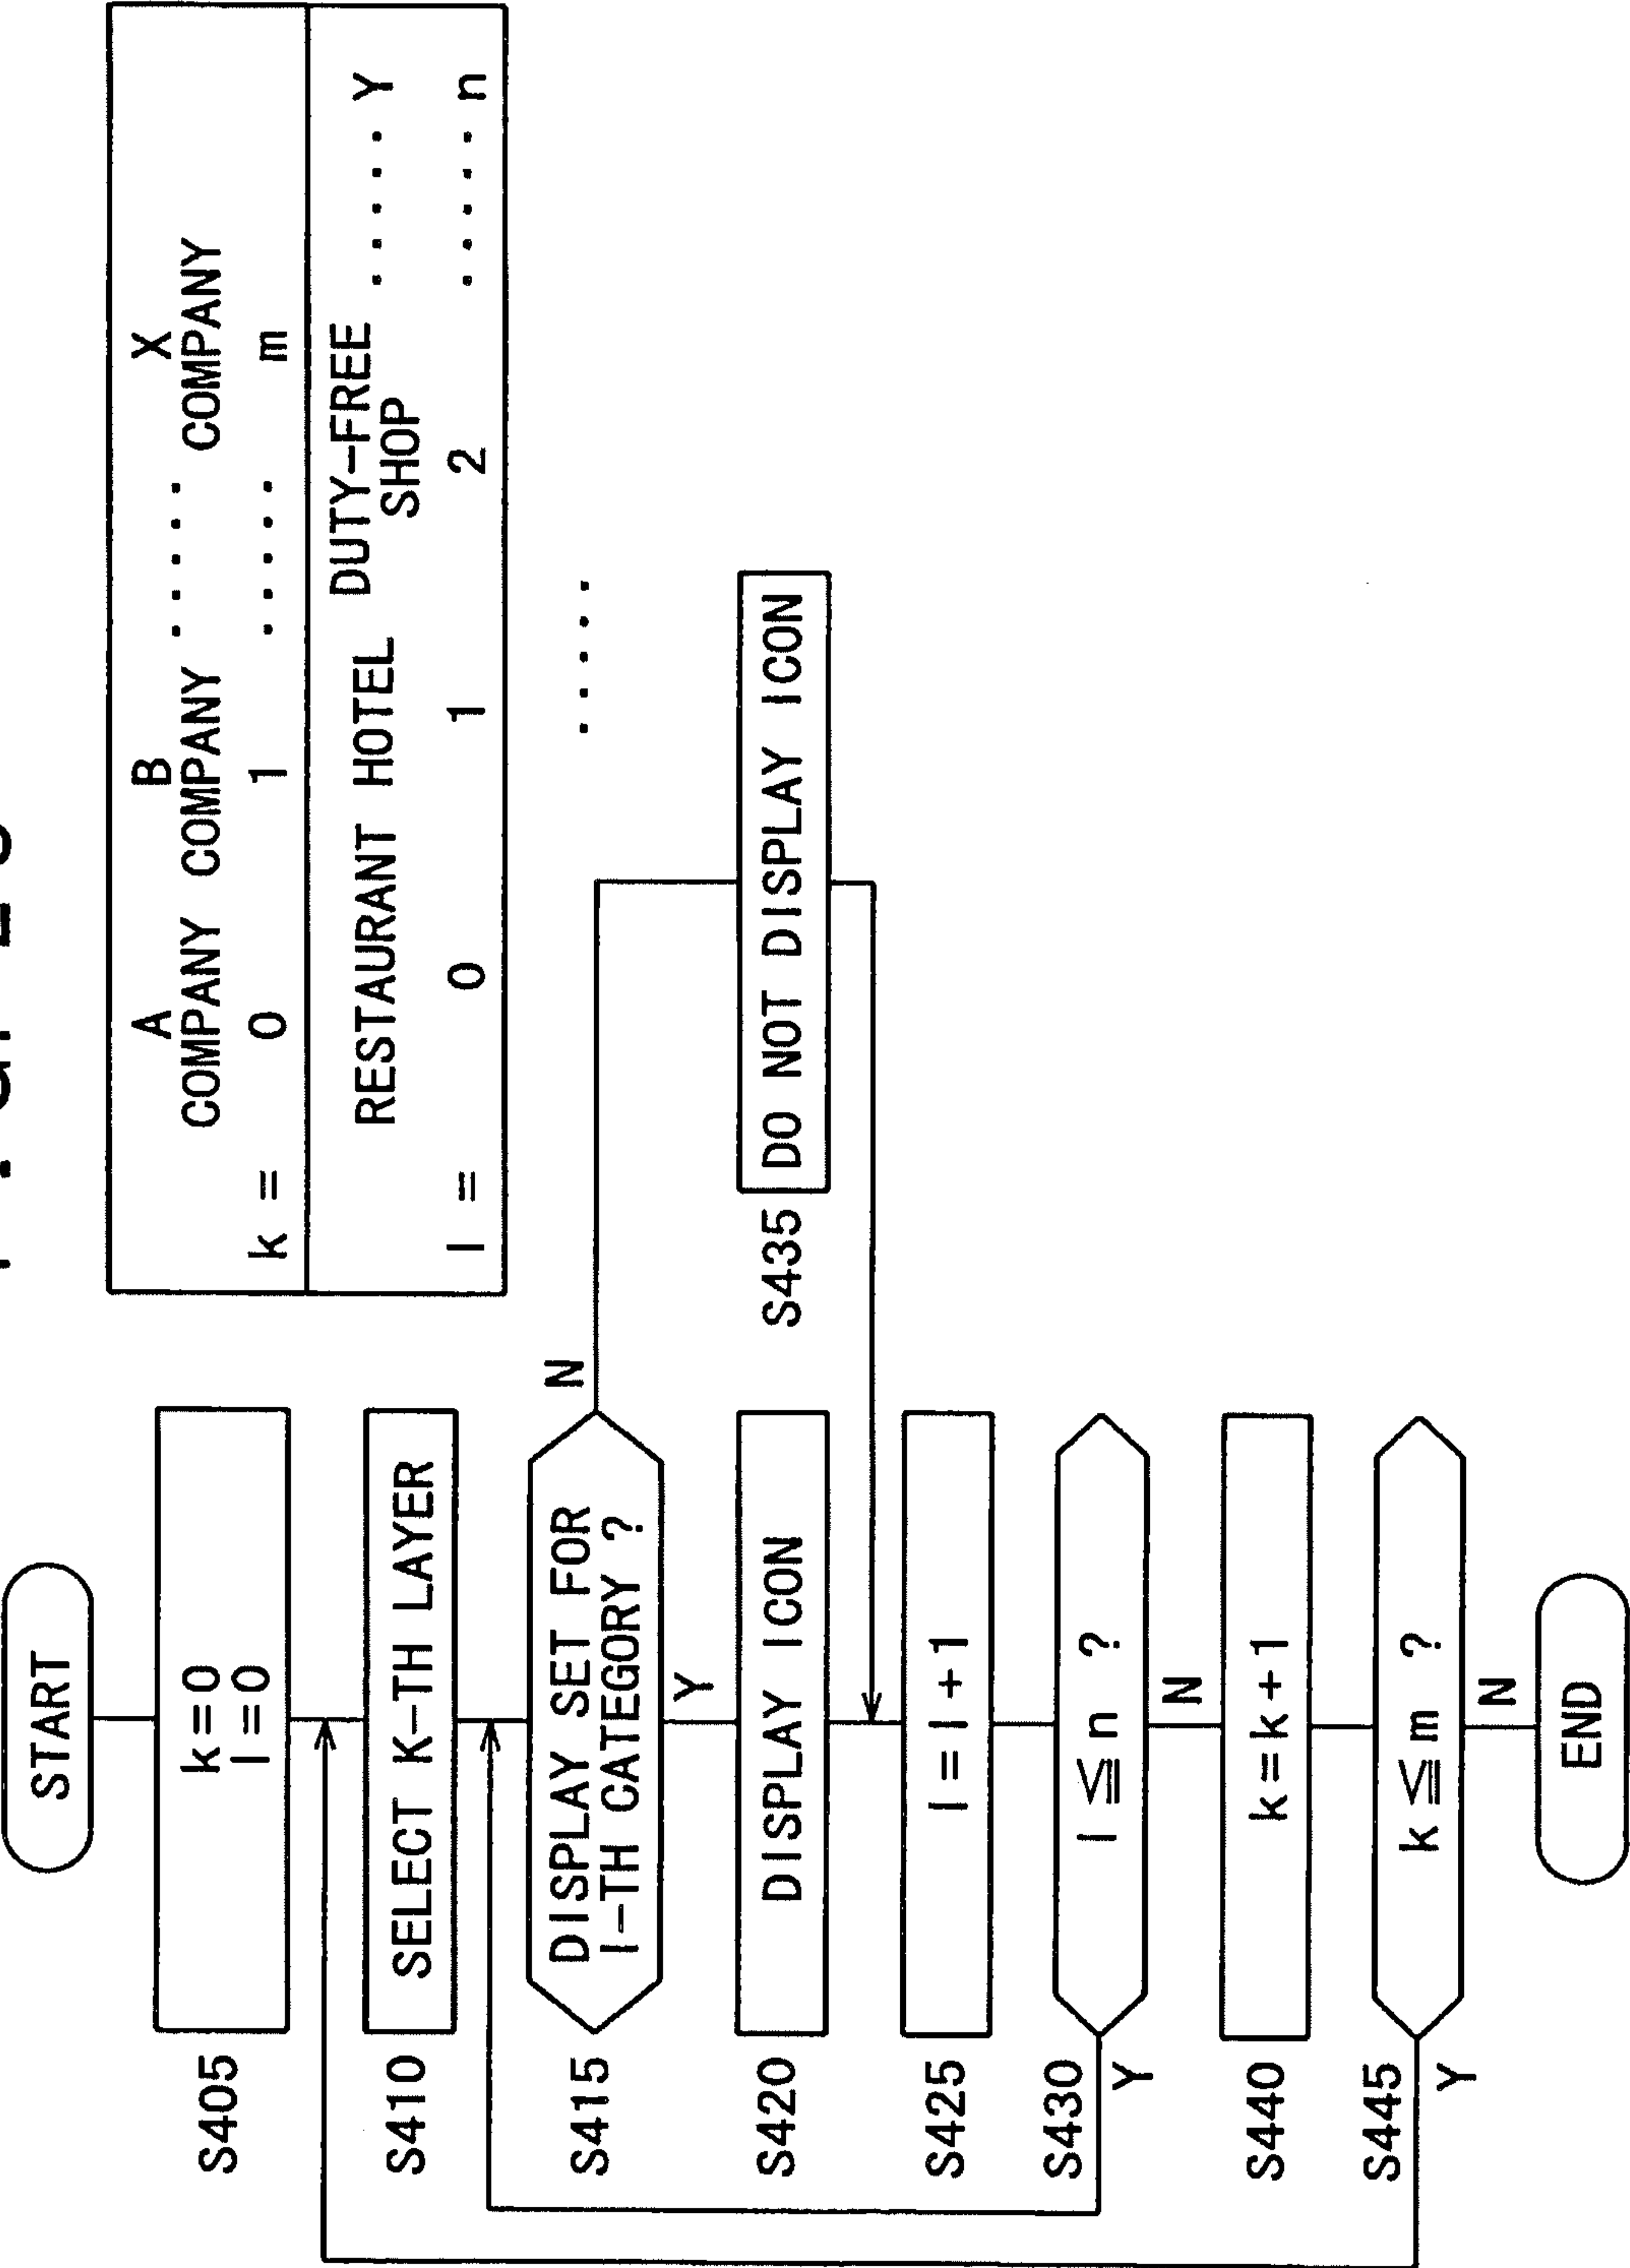 START
S405
k=0
l=0
S410
SELECT K-TH LAYER
S415
DISPLAY SET FOR
l-TH CATEGORY ?
N
Y
S420
DISPLAY ICON
S435
DO NOT DISPLAY ICON
S425
l=l+1
S430
l≦n ?
Y
N
S440
k=k+1
S445
k≦m ?
Y
N
END
A B X
COMPANY COMPANY ..... COMPANY
k = 0 1 ..... m
RESTAURANT HOTEL DUTY-FREE
SHOP ..... Y
l = 0 1 2 ..... n
.....